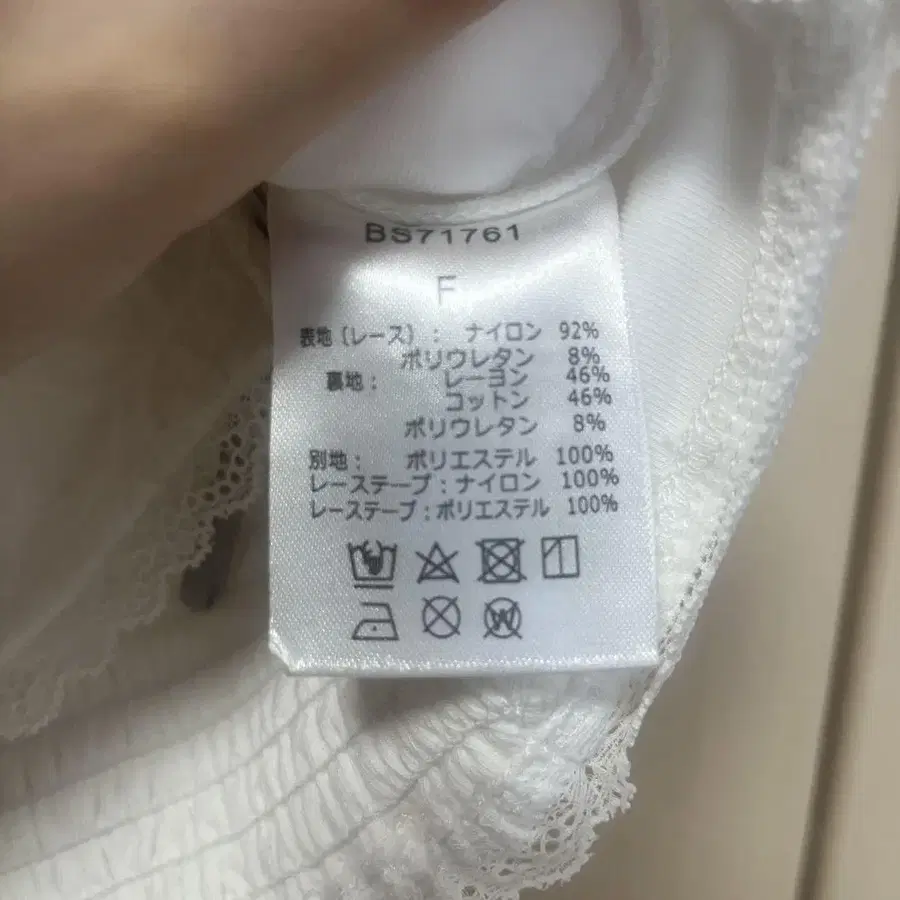 BS71761
F
表地(レース): ナイロン 92%
ポリウレタン 8%
裏地: レーヨン 46%
コットン 46%
ポリウレタン 8%
別地: ポリエステル 100%
レーステープ:ナイロン 100%
レーステープ:ポリエステル 100%
W